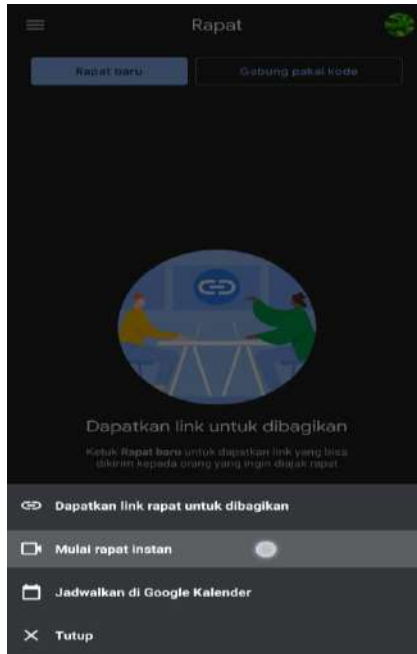 Rapat
Rapat baru
Gabung pakai kode
Dapatkan link untuk dibagikan
Ketuk Rapat baru untuk dapatkan link yang bisa
dikirim kepada orang yang ingin diajak rapat
Dapatkan link rapat untuk dibagikan
Mulai rapat instan
Jadwalkan di Google Kalender
Tutup